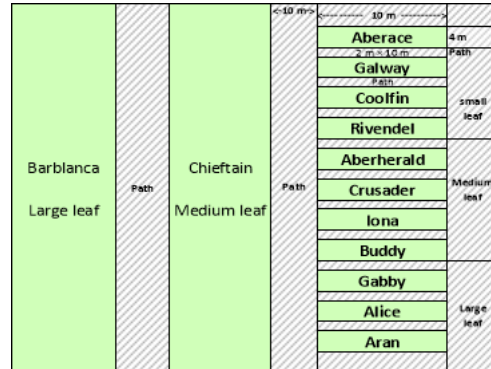 10 m
10 m
Aberace
4 m
2 m × 10 m
Path
Galway
Path
Coolfin
small
leaf
Rivendel
Barblanca
Large leaf
Path
Chieftain
Medium leaf
Path
Aberherald
Crusader
Medium
leaf
Iona
Buddy
Gabby
Alice
Large
leaf
Aran